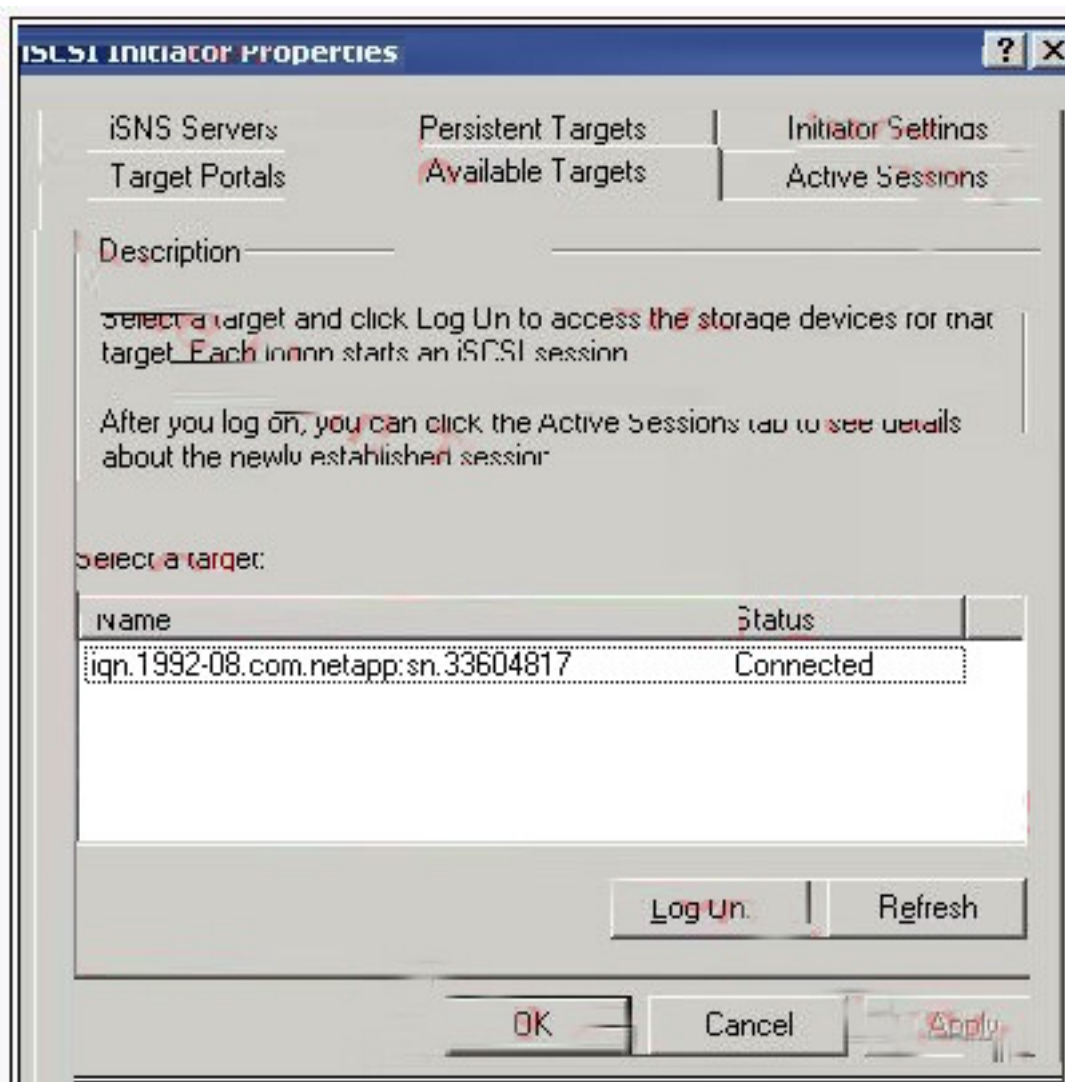 iSCSI Initiator Properties
iSNS Servers Persistent Targets Initiator Settings
Target Portals Available Targets Active Sessions
Description
Select a target and click Log On to access the storage devices for that
target. Each logon starts an iSCSI session.
After you log on, you can click the Active Sessions tab to see details
about the newly established session.
Select a target:
Name Status
iqn.1992-08.com.netapp:sn.33604817 Connected
Log On... Refresh
OK Cancel Apply